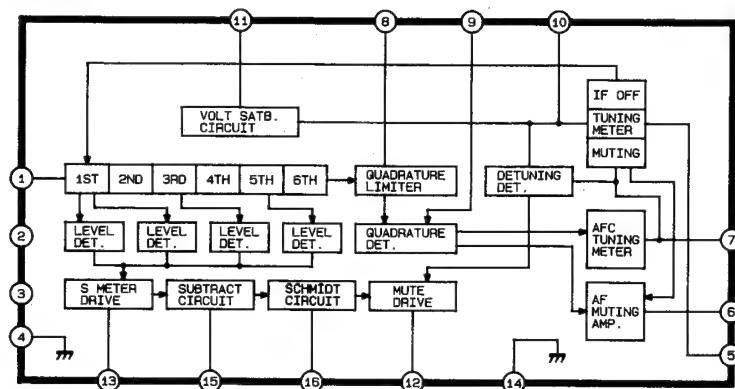 11
8
9
10
IF OFF
VOLT SATB.
CIRCUIT
TUNING
METER
MUTING
1
1ST 2ND 3RD 4TH 5TH 6TH
QUADRATURE
LIMITER
DETUNING
DET.
2
LEVEL
DET.
LEVEL
DET.
LEVEL
DET.
LEVEL
DET.
QUADRATURE
DET.
AFC
TUNING
METER
7
3
S METER
DRIVE
SUBTRACT
CIRCUIT
SCHMIDT
CIRCUIT
MUTE
DRIVE
AF
MUTING
AMP.
6
4
5
13
15
16
12
14